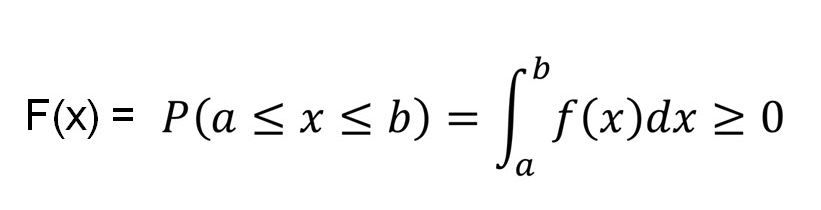 F(x) = P(a ≤ x ≤ b) = ∫_a^b f(x)dx ≥ 0